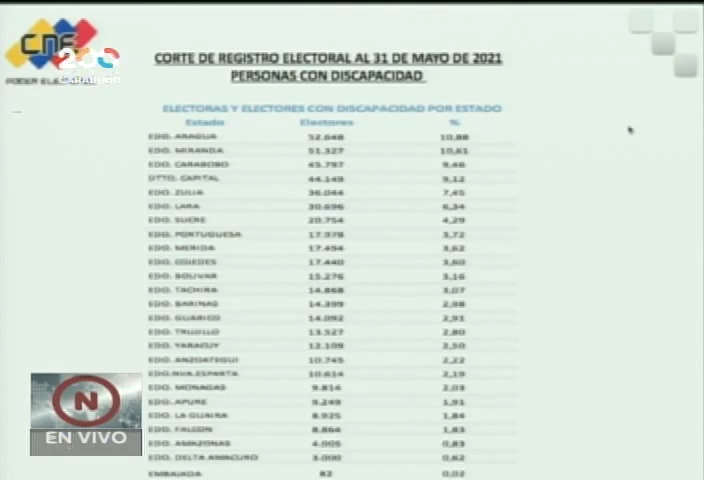 CNE
200
PODER ELECTORAL
CARABOBO
CORTE DE REGISTRO ELECTORAL AL 31 DE MAYO DE 2021
PERSONAS CON DISCAPACIDAD
ELECTORAS Y ELECTORES CON DISCAPACIDAD POR ESTADO
Estado Electores %
EDO. ARAGUA 52.648 10,88
EDO. MIRANDA 51.327 10,61
EDO. CARABOBO 45.797 9,46
DTTO. CAPITAL 44.149 9,12
EDO. ZULIA 36.044 7,45
EDO. LARA 30.696 6,34
EDO. SUCRE 20.754 4,29
EDO. PORTUGUESA 17.978 3,72
EDO. MERIDA 17.494 3,62
EDO. COJEDES 17.440 3,60
EDO. BOLIVAR 15.276 3,16
EDO. TACHIRA 14.868 3,07
EDO. BARINAS 14.399 2,98
EDO. GUARICO 14.092 2,91
EDO. TRUJILLO 13.527 2,80
EDO. YARACUY 12.109 2,50
EDO. ANZOATEGUI 10.745 2,22
EDO.NVA.ESPARTA 10.614 2,19
EDO. MONAGAS 9.814 2,03
EDO. APURE 9.249 1,91
EDO. LA GUAIRA 8.925 1,84
EDO. FALCON 8.864 1,83
EDO. AMAZONAS 4.005 0,83
EDO. DELTA AMACURO 3.000 0,62
EMBAJADA 82 0,02
N
EN VIVO